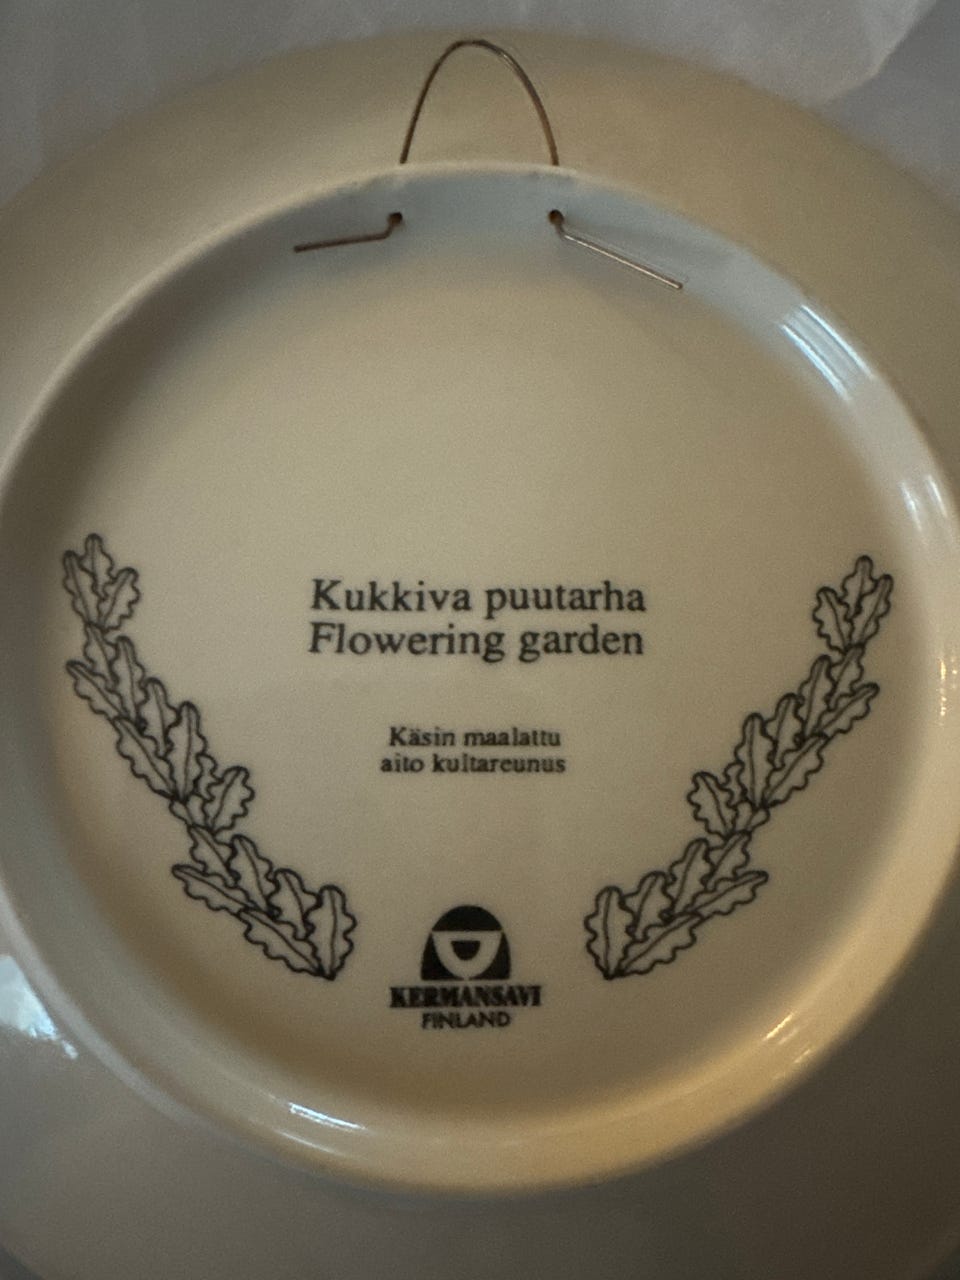 Kukkiva puutarha
Flowering garden
Käsin maalattu
aito kultareunus
KERMANSAVI
FINLAND